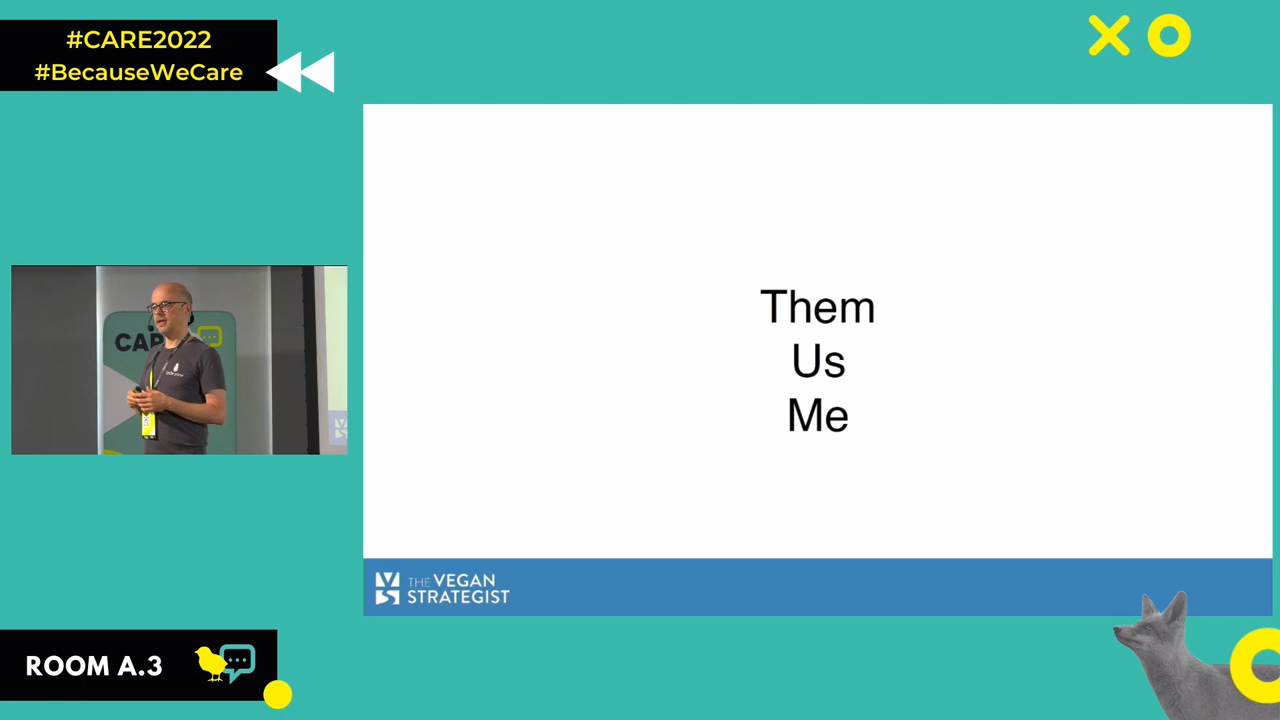 #CARE2022
#BecauseWeCare
Them
Us
Me
THE VEGAN
STRATEGIST
ROOM A.3